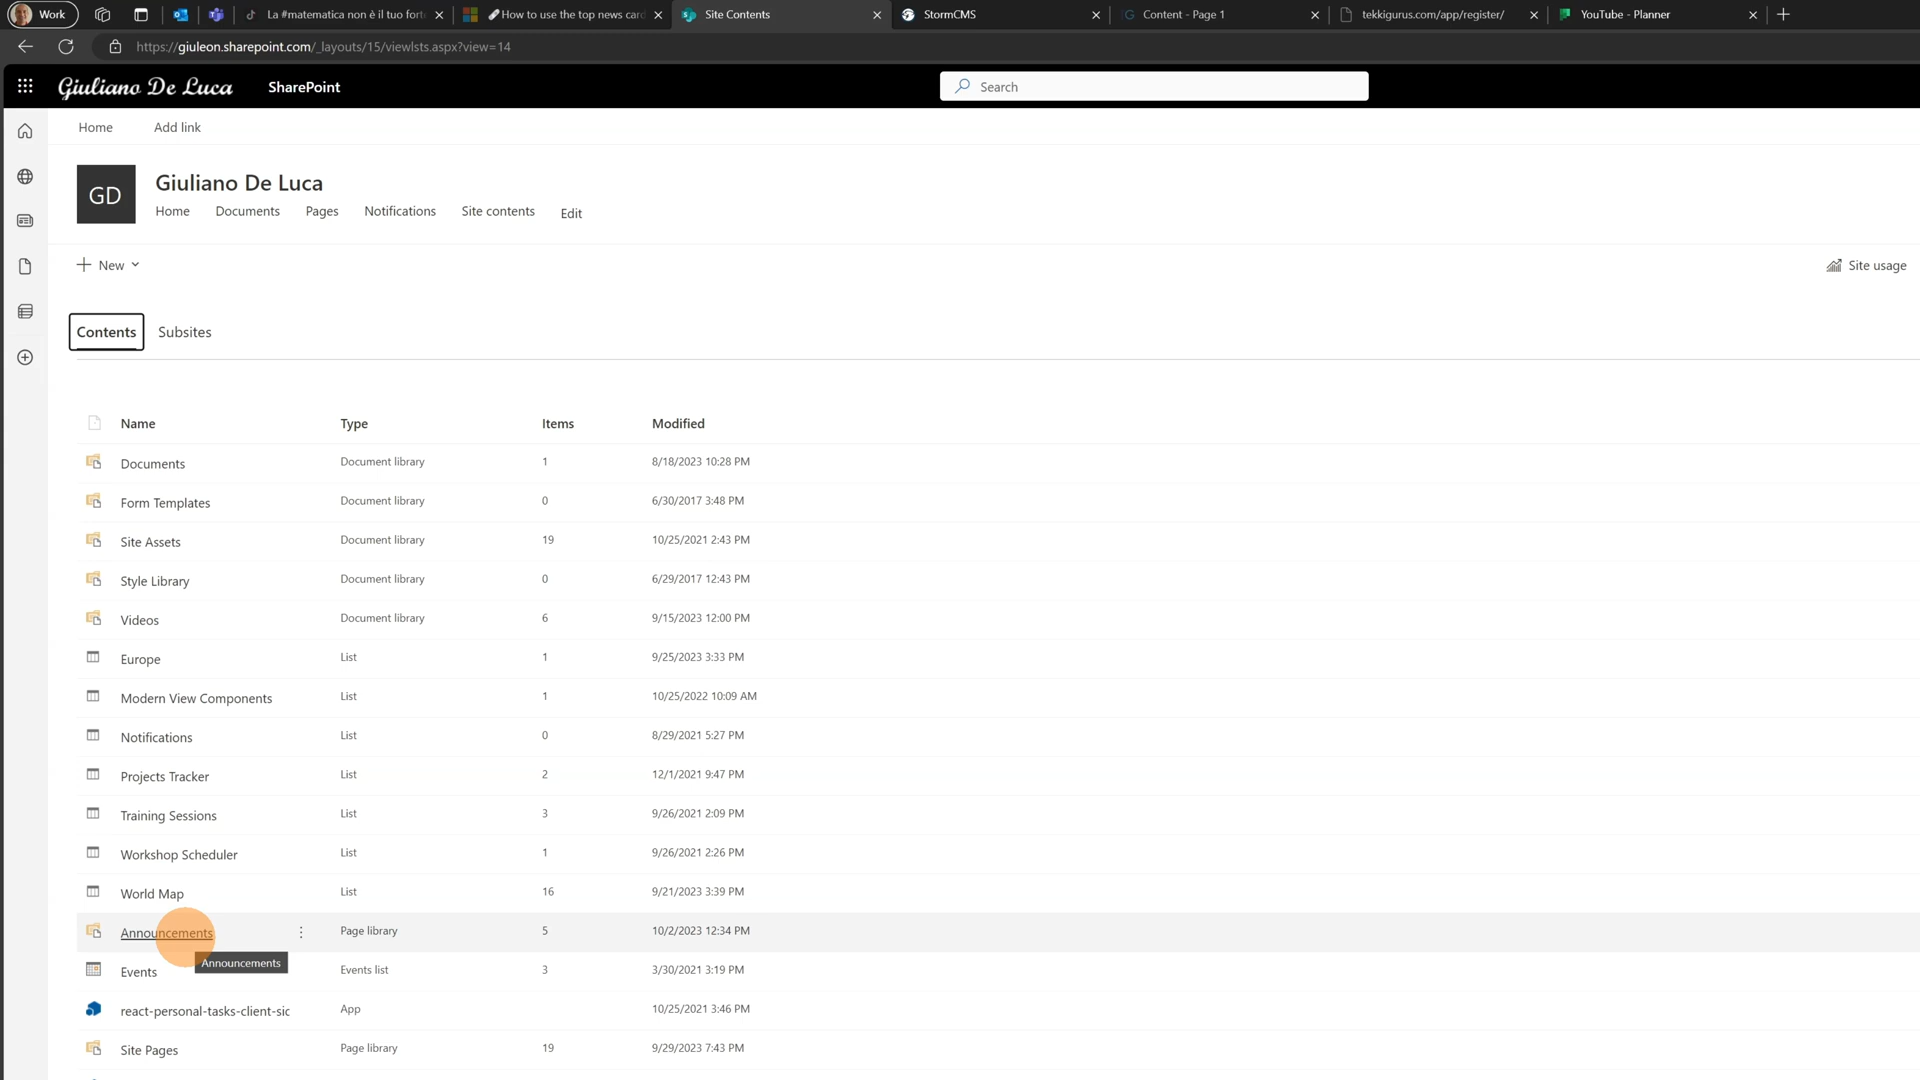 Work
La #matematica non è il tuo forte
How to use the top news card
Site Contents
StormCMS
Content - Page 1
tekkigurus.com/app/register/
YouTube - Planner
https://giuleon.sharepoint.com/_layouts/15/viewlsts.aspx?view=14
Giuliano De Luca
SharePoint
Search
Home
Add link
GD
Giuliano De Luca
Home Documents Pages Notifications Site contents Edit
New
Site usage
Contents
Subsites
Name Type Items Modified
Documents Document library 1 8/18/2023 10:28 PM
Form Templates Document library 0 6/30/2017 3:48 PM
Site Assets Document library 19 10/25/2021 2:43 PM
Style Library Document library 0 6/29/2017 12:43 PM
Videos Document library 6 9/15/2023 12:00 PM
Europe List 1 9/25/2023 3:33 PM
Modern View Components List 1 10/25/2022 10:09 AM
Notifications List 0 8/29/2021 5:27 PM
Projects Tracker List 2 12/1/2021 9:47 PM
Training Sessions List 3 9/26/2021 2:09 PM
Workshop Scheduler List 1 9/26/2021 2:26 PM
World Map List 16 9/21/2023 3:39 PM
Announcements Page library 5 10/2/2023 12:34 PM
Announcements
Events Events list 3 3/30/2021 3:19 PM
react-personal-tasks-client-sic App 10/25/2021 3:46 PM
Site Pages Page library 19 9/29/2023 7:43 PM